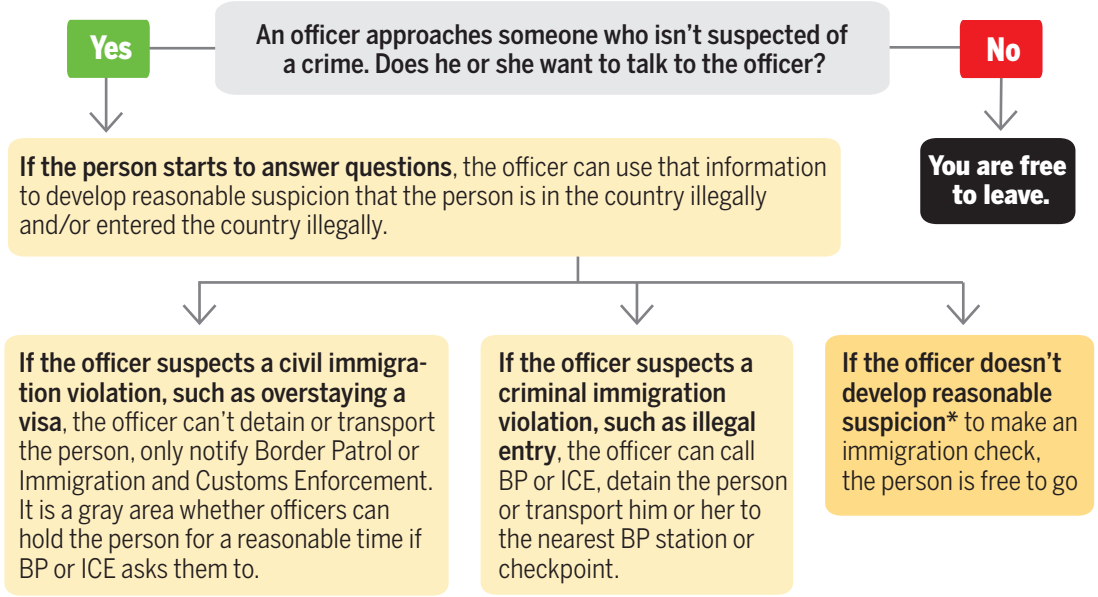 Yes
An officer approaches someone who isn't suspected of
a crime. Does he or she want to talk to the officer?
No
If the person starts to answer questions, the officer can use that information
to develop reasonable suspicion that the person is in the country illegally
and/or entered the country illegally.
You are free
to leave.
If the officer suspects a civil immigra-
tion violation, such as overstaying a
visa, the officer can't detain or transport
the person, only notify Border Patrol or
Immigration and Customs Enforcement.
It is a gray area whether officers can
hold the person for a reasonable time if
BP or ICE asks them to.
If the officer suspects a
criminal immigration
violation, such as illegal
entry, the officer can call
BP or ICE, detain the person
or transport him or her to
the nearest BP station or
checkpoint.
If the officer doesn't
develop reasonable
suspicion* to make an
immigration check,
the person is free to go